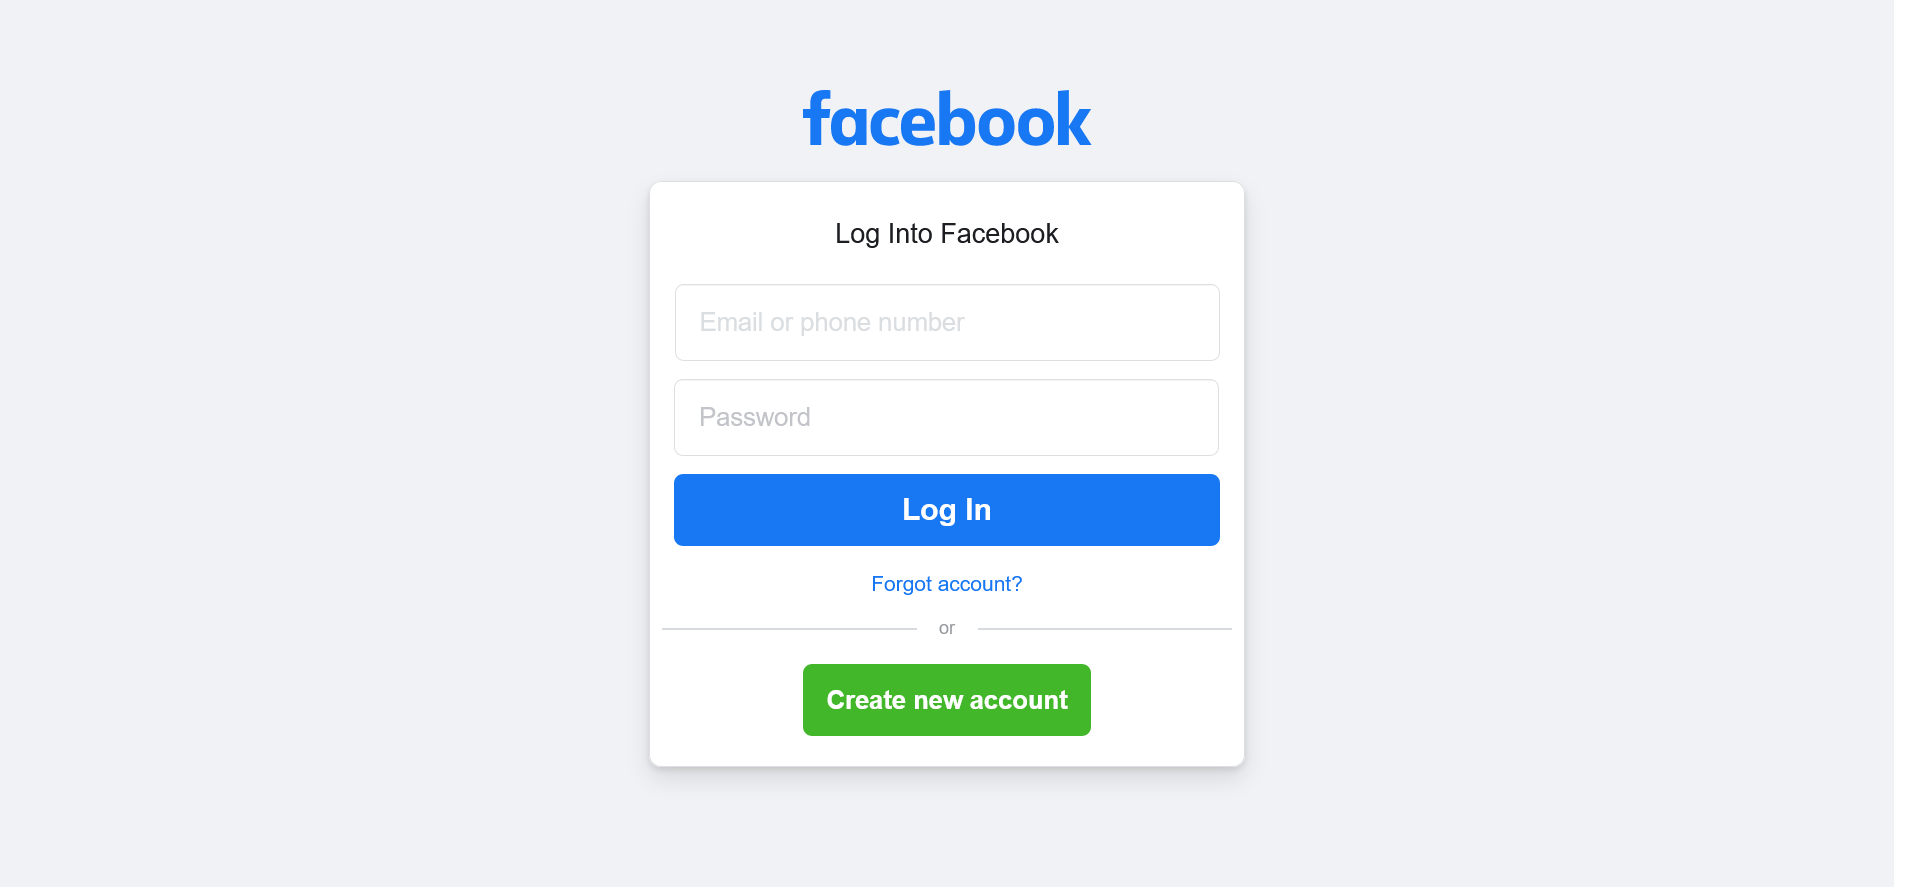 facebook
Log Into Facebook
Email or phone number
Password
Log In
Forgot account?
or
Create new account